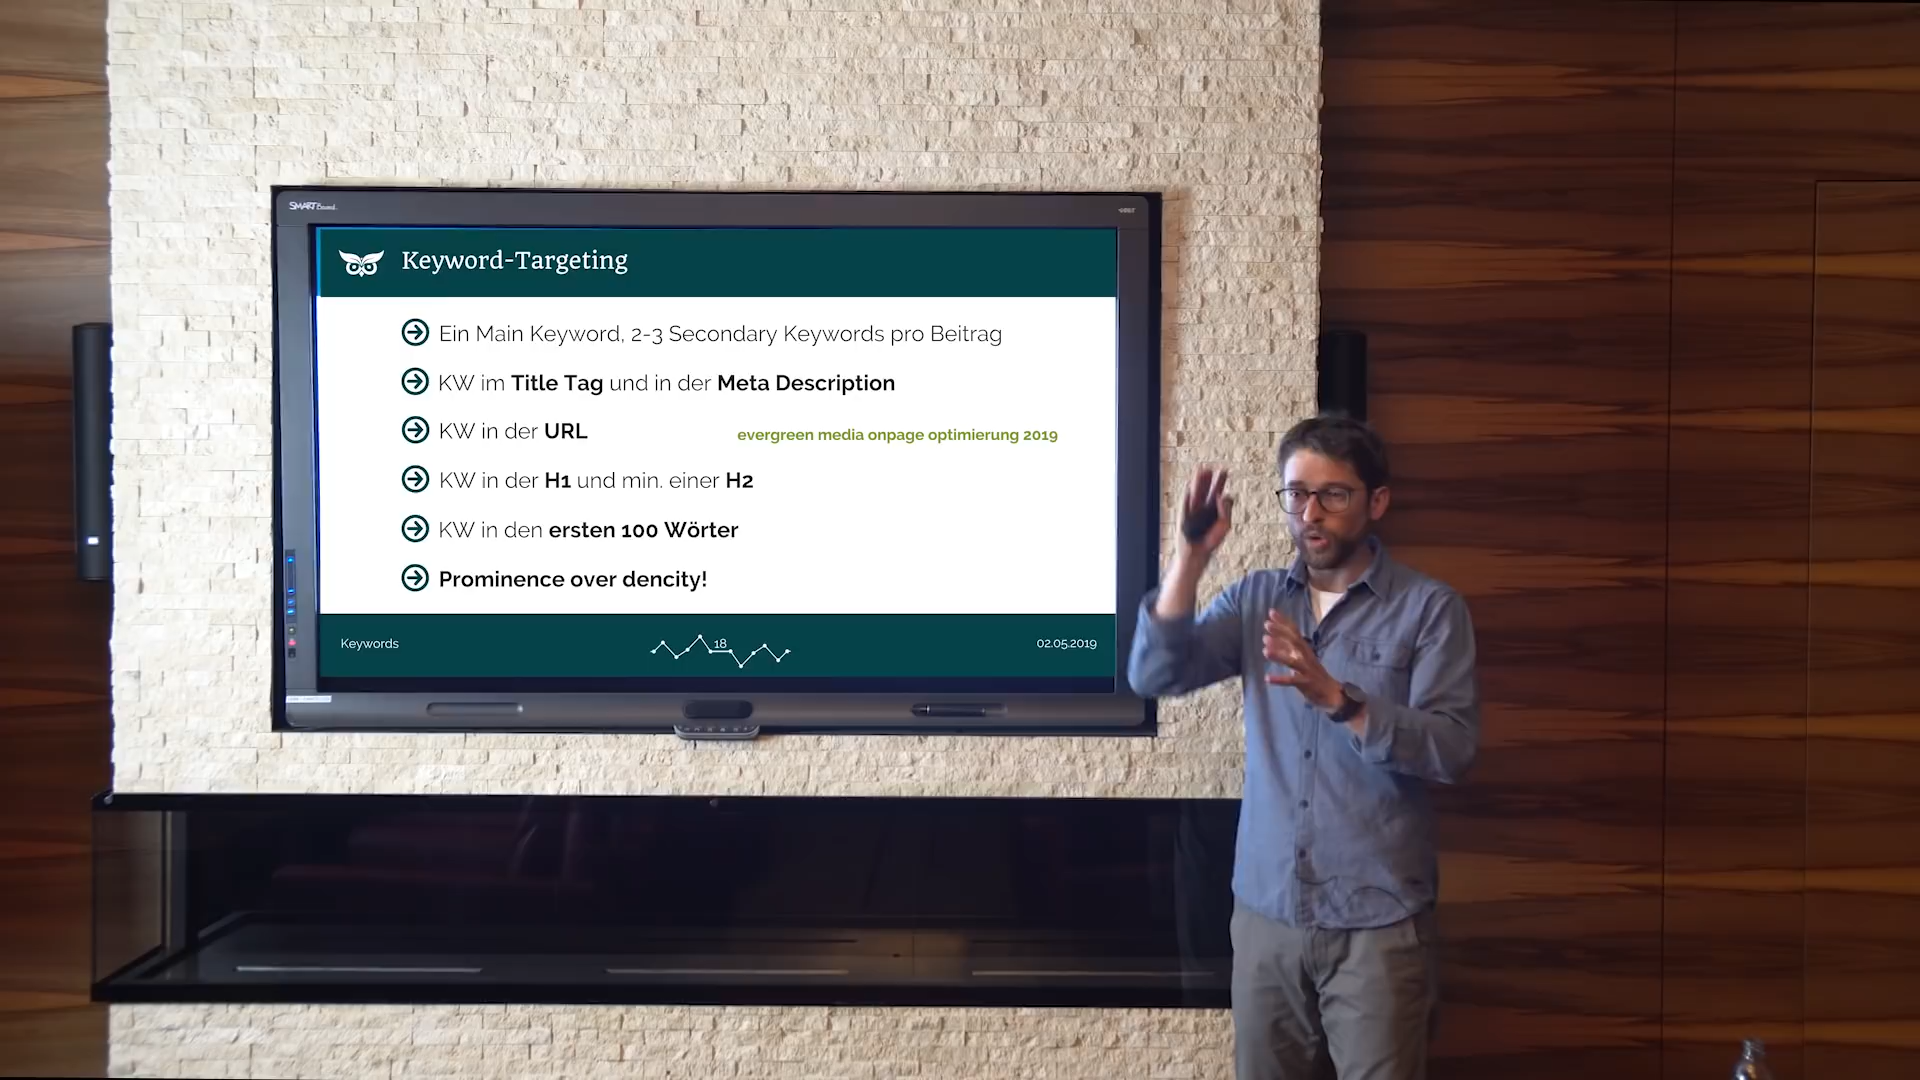 SMART Board
Keyword-Targeting
Ein Main Keyword, 2-3 Secondary Keywords pro Beitrag
KW im Title Tag und in der Meta Description
KW in der URL
evergreen media onpage optimierung 2019
KW in der H1 und min. einer H2
KW in den ersten 100 Wörter
Prominence over dencity!
Keywords
18
02.05.2019